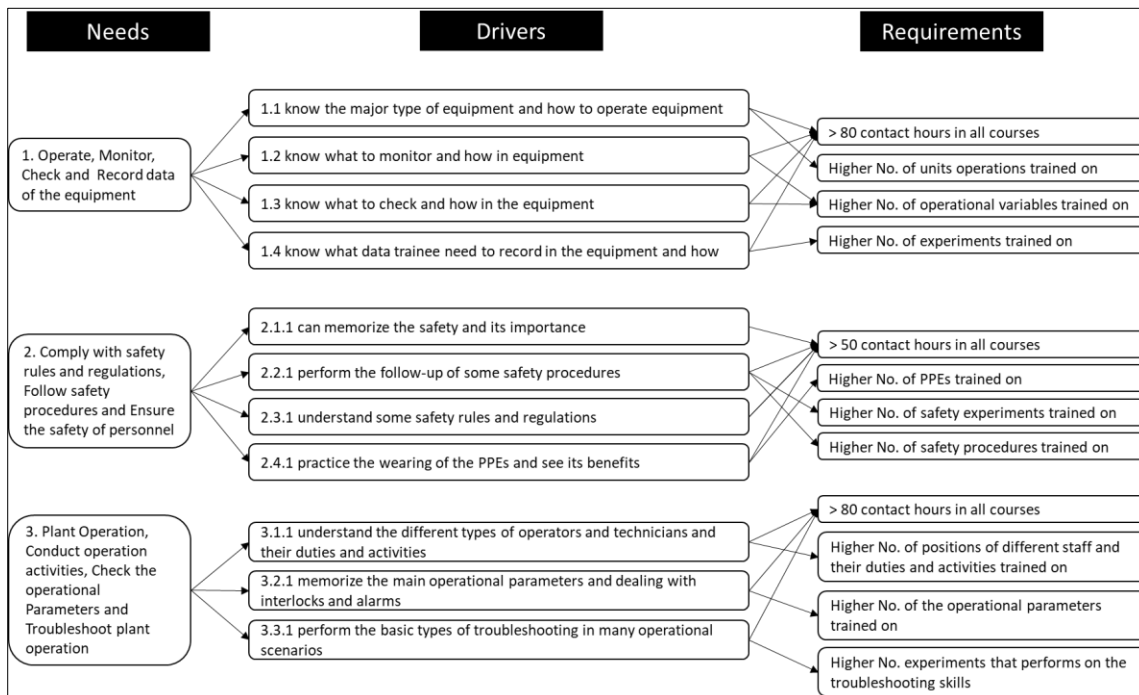 Needs
Drivers
Requirements
1. Operate, Monitor,
Check and Record data
of the equipment
1.1 know the major type of equipment and how to operate equipment
1.2 know what to monitor and how in equipment
1.3 know what to check and how in the equipment
1.4 know what data trainee need to record in the equipment and how
> 80 contact hours in all courses
Higher No. of units operations trained on
Higher No. of operational variables trained on
Higher No. of experiments trained on
2. Comply with safety
rules and regulations,
Follow safety
procedures and Ensure
the safety of personnel
2.1.1 can memorize the safety and its importance
2.2.1 perform the follow-up of some safety procedures
2.3.1 understand some safety rules and regulations
2.4.1 practice the wearing of the PPEs and see its benefits
> 50 contact hours in all courses
Higher No. of PPEs trained on
Higher No. of safety experiments trained on
Higher No. of safety procedures trained on
3. Plant Operation,
Conduct operation
activities, Check the
operational
Parameters and
Troubleshoot plant
operation
3.1.1 understand the different types of operators and technicians and
their duties and activities
3.2.1 memorize the main operational parameters and dealing with
interlocks and alarms
3.3.1 perform the basic types of troubleshooting in many operational
scenarios
> 80 contact hours in all courses
Higher No. of positions of different staff and
their duties and activities trained on
Higher No. of the operational parameters
trained on
Higher No. experiments that performs on the
troubleshooting skills